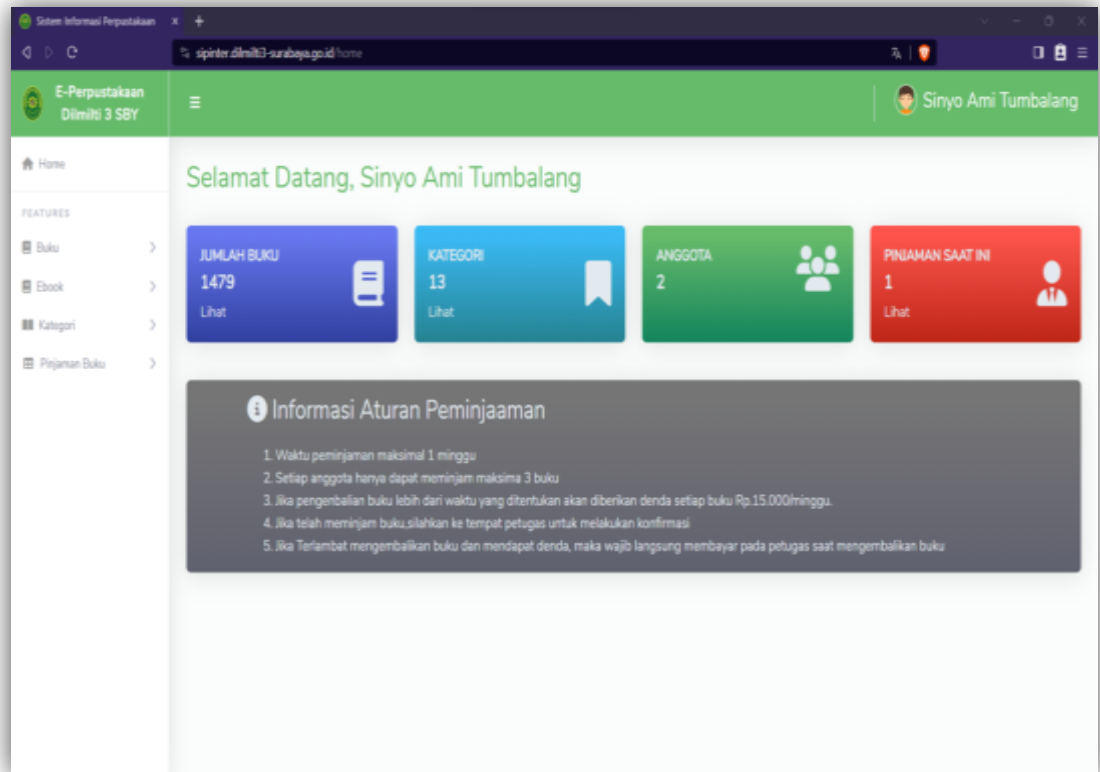 Sistem Informasi Perpustakaan
sipinter.dilmilti3-surabaya.go.id/home
E-Perpustakaan
Dilmilti 3 SBY
Sinyo Ami Tumbalang
Home
Selamat Datang, Sinyo Ami Tumbalang
FEATURES
Buku
Ebook
Kategori
Pinjaman Buku
JUMLAH BUKU
1479
Lihat
KATEGORI
13
Lihat
ANGGOTA
2
PINJAMAN SAAT INI
1
Lihat
Informasi Aturan Peminjaaman
1. Waktu peminjaman maksimal 1 minggu
2. Setiap anggota hanya dapat meminjam maksima 3 buku
3. Jika pengenbalian buku lebih dari waktu yang ditentukan akan diberikan denda setiap buku Rp.15.000/minggu.
4. Jika telah meminjam buku,silahkan ke tempat petugas untuk melakukan konfirmasi
5. Jika Terlambat mengembalikan buku dan mendapat denda, maka wajib langsung membayar pada petugas saat mengembalikan buku